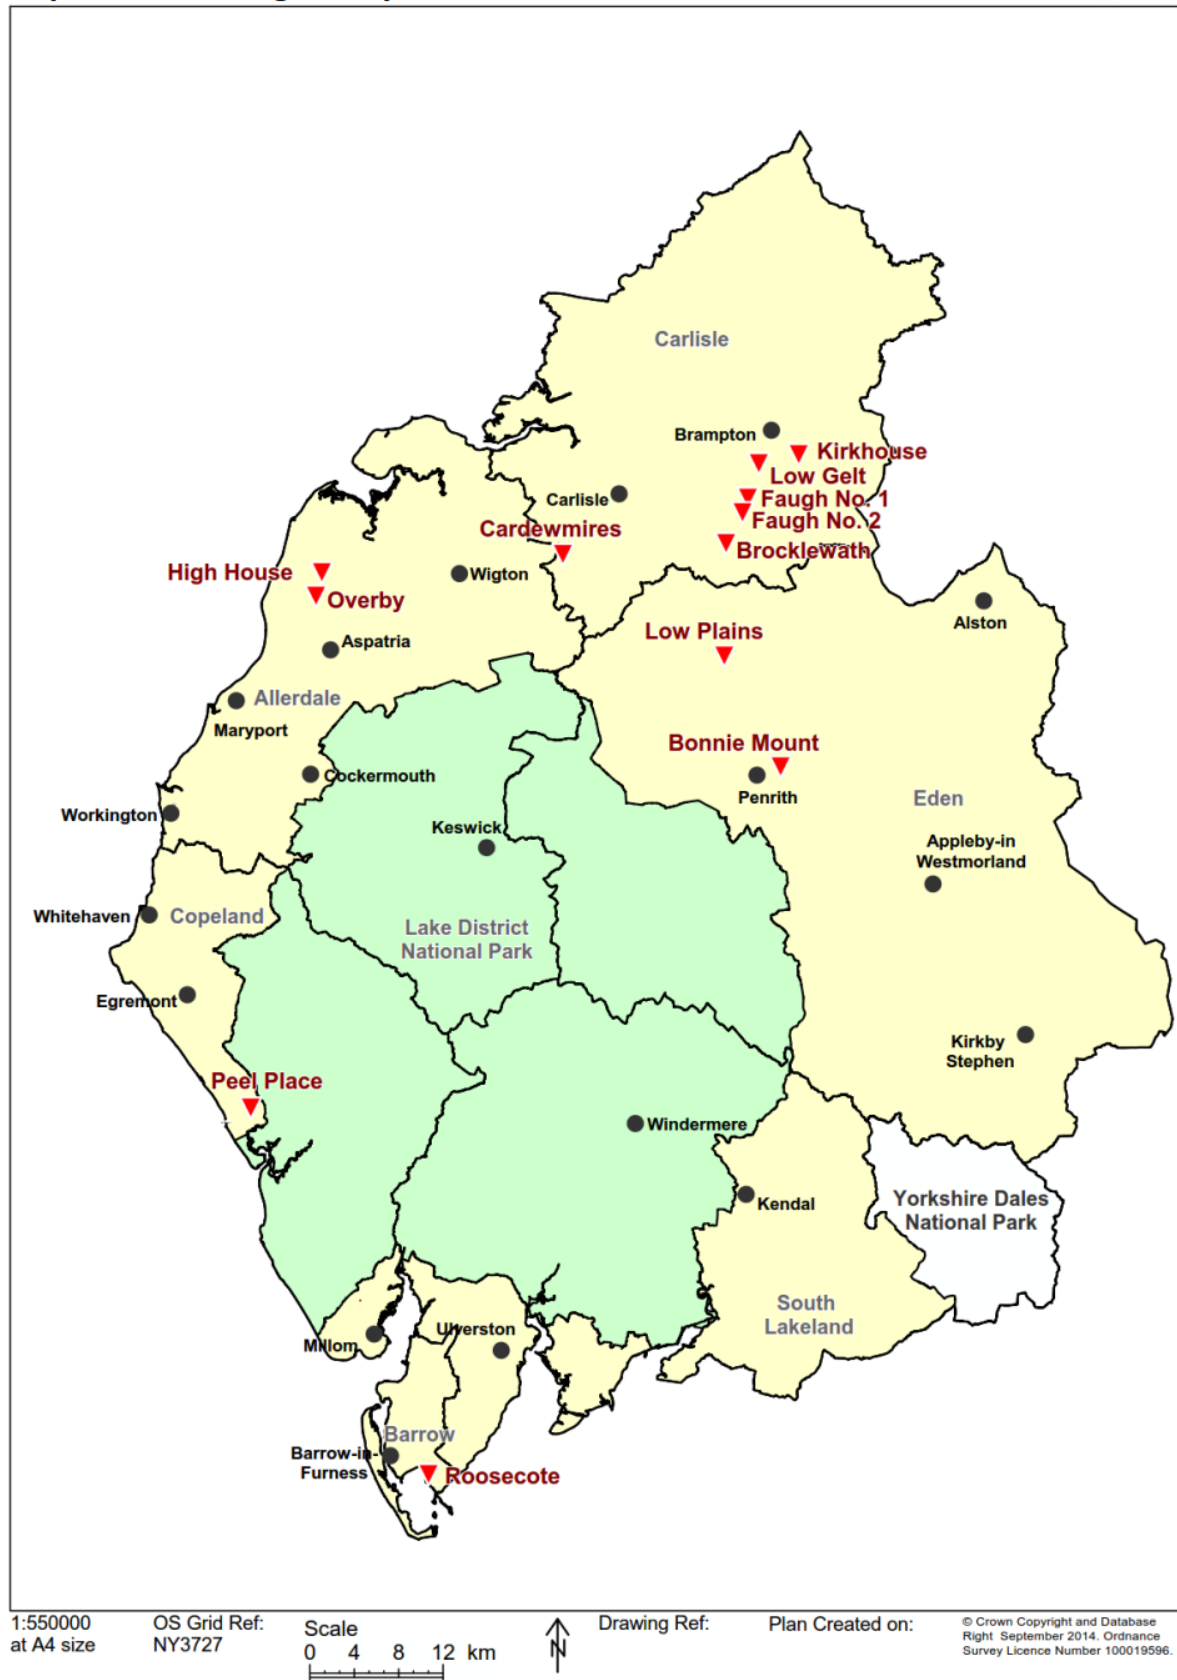 Carlisle
Brampton
Kirkhouse
Low Gelt
Carlisle
Faugh No. 1
Faugh No. 2
Cardewmires
Brocklewath
High House
Wigton
Overby
Alston
Low Plains
Aspatria
Allerdale
Maryport
Bonnie Mount
Cockermouth
Penrith
Eden
Workington
Keswick
Appleby-in
Westmorland
Whitehaven
Copeland
Lake District
National Park
Egremont
Kirkby
Stephen
Peel Place
Windermere
Yorkshire Dales
National Park
Kendal
South
Lakeland
Millom
Ulverston
Barrow
Barrow-in-
Furness
Roosecote
1:550000
at A4 size
OS Grid Ref:
NY3727
Scale
0 4 8 12 km
N
Drawing Ref:
Plan Created on:
© Crown Copyright and Database
Right September 2014. Ordnance
Survey Licence Number 100019596.